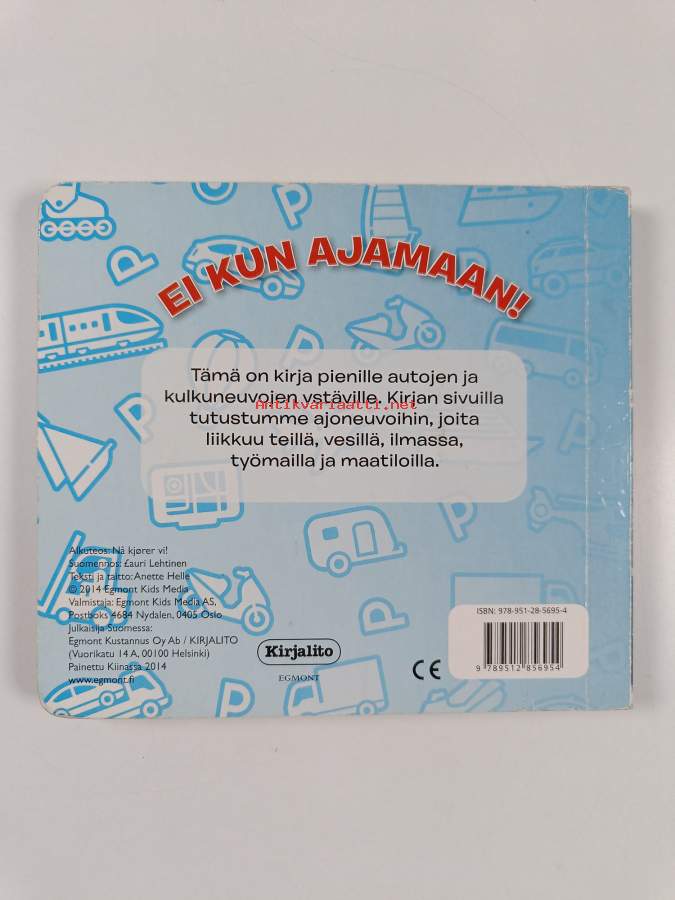 EI KUN AJAMAAN!
Tämä on kirja pienille autojen ja
kulkuneuvojen ystäville. Kirjan sivuilla
Antikvariaatti.net
tutustumme ajoneuvoihin, joita
liikkuu teillä, vesillä, ilmassa,
työmailla ja maatiloilla.
Alkuteos: Nå kjører vi!
Suomennos: Lauri Lehtinen
Teksti ja taitto: Anette Helle
© 2014 Egmont Kids Media
Valmistaja: Egmont Kids Media AS,
Postboks 4684 Nydalen, 0405 Oslo
Julkaisija Suomessa:
Egmont Kustannus Oy Ab / KIRJALITO
(Vuorikatu 14 A, 00100 Helsinki)
Painettu Kiinassa 2014
www.egmont.fi
Kirjalito
EGMONT
CE
ISBN: 978-951-28-5695-4
9 789512 856954